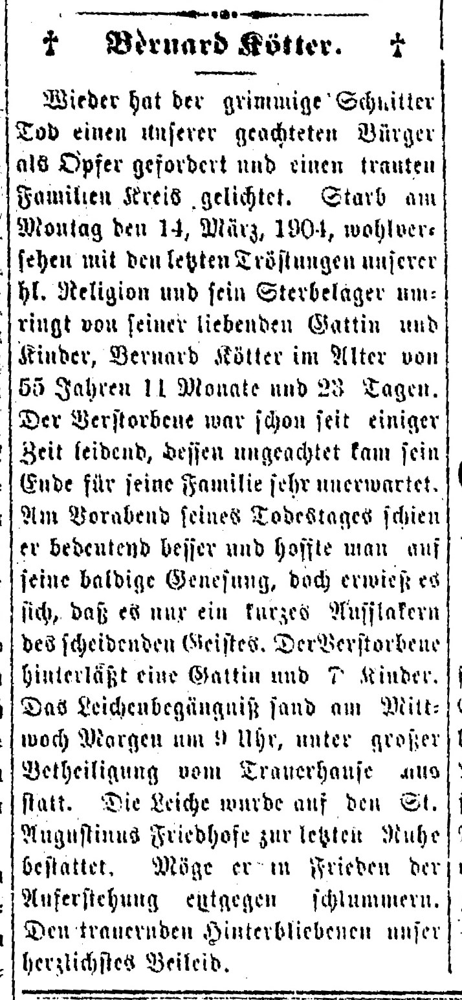 † Bernard Kötter. †
Wieder hat der grimmige Schnitter
Tod einen unserer geachteten Bürger
als Opfer gefordert und einen trauten
Familien Kreis gelichtet. Starb am
Montag den 14, März, 1904, wohlver-
sehen mit den letzten Tröstungen unserer
hl. Religion und sein Sterbelager um-
ringt von seiner liebenden Gattin und
Kinder, Bernard Kötter im Alter von
55 Jahren 11 Monate und 23 Tagen.
Der Verstorbene war schon seit einiger
Zeit leidend, dessen ungeachtet kam sein
Ende für seine Familie sehr unerwartet.
Am Vorabend seines Todestages schien
er bedeutend besser und hoffte man auf
seine baldige Genesung, doch erwieß es
sich, daß es nur ein kurzes Aufflakern
des scheidenden Geistes. Der Verstorbene
hinterläßt eine Gattin und 7 Kinder.
Das Leichenbegängniß fand am Mitt-
woch Morgen um 9 Uhr, unter großer
Betheiligung vom Trauerhause aus
statt. Die Leiche wurde auf den St.
Augustinus Friedhofe zur letzten Ruhe
bestattet. Möge er in Frieden der
Auferstehung entgegen schlummern.
Den trauernden Hinterbliebenen unser
herzlichstes Beileid.